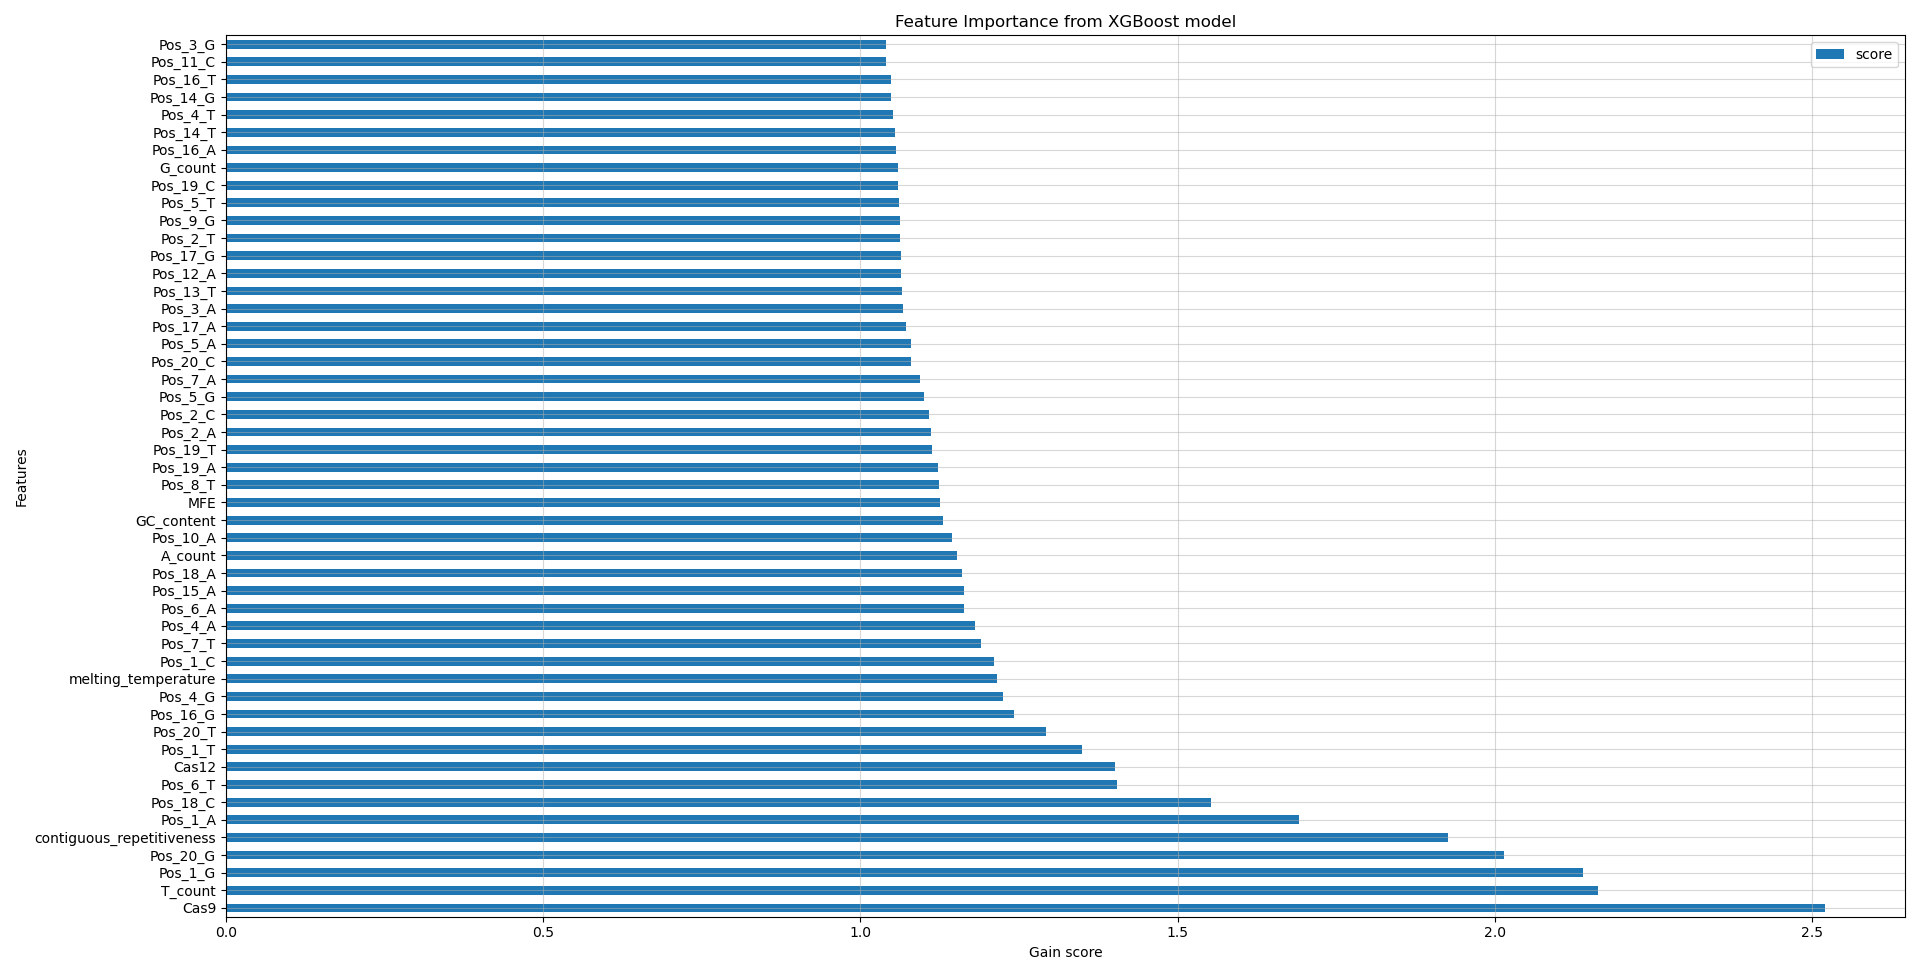 Feature Importance from XGBoost model
score
Pos_3_G
Pos_11_C
Pos_16_T
Pos_14_G
Pos_4_T
Pos_14_T
Pos_16_A
G_count
Pos_19_C
Pos_5_T
Pos_9_G
Pos_2_T
Pos_17_G
Pos_12_A
Pos_13_T
Pos_3_A
Pos_17_A
Pos_5_A
Pos_20_C
Pos_7_A
Pos_5_G
Pos_2_C
Pos_2_A
Pos_19_T
Pos_19_A
Pos_8_T
MFE
GC_content
Pos_10_A
A_count
Pos_18_A
Pos_15_A
Pos_6_A
Pos_4_A
Pos_7_T
Pos_1_C
melting_temperature
Pos_4_G
Pos_16_G
Pos_20_T
Pos_1_T
Cas12
Pos_6_T
Pos_18_C
Pos_1_A
contiguous_repetitiveness
Pos_20_G
Pos_1_G
T_count
Cas9
Features
0.0 0.5 1.0 1.5 2.0 2.5
Gain score